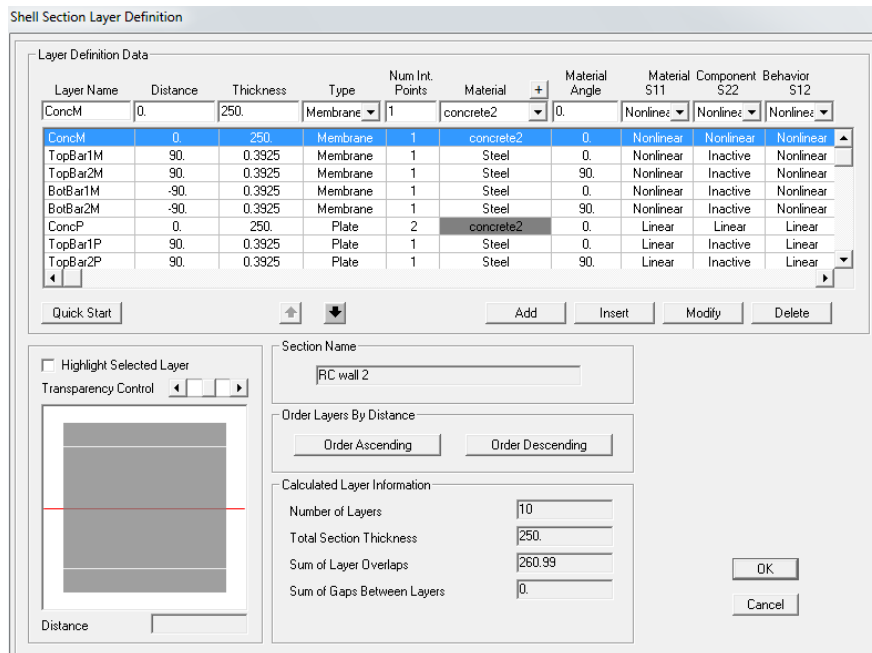 Shell Section Layer Definition
Layer Definition Data
Layer Name Distance Thickness Type Num Int. Points Material + Material Angle Material Component Behavior S11 S22 S12
ConcM 0. 250. Membrane 1 concrete2 0. Nonlinea Nonlinea Nonlinea
ConcM 0. 250. Membrane 1 concrete2 0. Nonlinear Nonlinear Nonlinear
TopBar1M 90. 0.3925 Membrane 1 Steel 0. Nonlinear Inactive Nonlinear
TopBar2M 90. 0.3925 Membrane 1 Steel 90. Nonlinear Inactive Nonlinear
BotBar1M -90. 0.3925 Membrane 1 Steel 0. Nonlinear Inactive Nonlinear
BotBar2M -90. 0.3925 Membrane 1 Steel 90. Nonlinear Inactive Nonlinear
ConcP 0. 250. Plate 2 concrete2 0. Linear Linear Linear
TopBar1P 90. 0.3925 Plate 1 Steel 0. Linear Inactive Linear
TopBar2P 90. 0.3925 Plate 1 Steel 90. Linear Inactive Linear
Quick Start Add Insert Modify Delete
Highlight Selected Layer
Transparency Control
Distance
Section Name
RC wall 2
Order Layers By Distance
Order Ascending Order Descending
Calculated Layer Information
Number of Layers 10
Total Section Thickness 250.
Sum of Layer Overlaps 260.99
Sum of Gaps Between Layers 0.
OK
Cancel